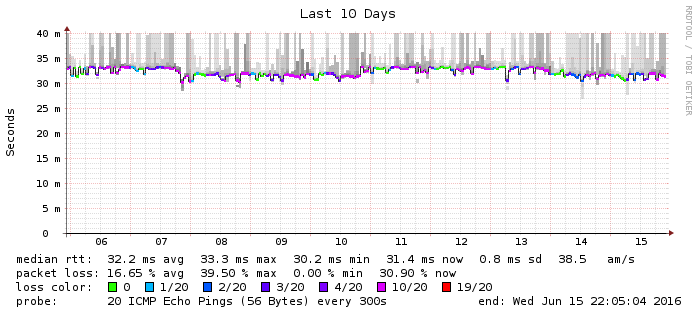 Last 10 Days
RRDTOOL / TOBI OETIKER
Seconds
40 m
35 m
30 m
25 m
20 m
15 m
10 m
5 m
0
06 07 08 09 10 11 12 13 14 15
median rtt: 32.2 ms avg 33.3 ms max 30.2 ms min 31.4 ms now 0.8 ms sd 38.5 am/s
packet loss: 16.65 % avg 39.50 % max 0.00 % min 30.90 % now
loss color: 0 1/20 2/20 3/20 4/20 10/20 19/20
probe: 20 ICMP Echo Pings (56 Bytes) every 300s end: Wed Jun 15 22:05:04 2016